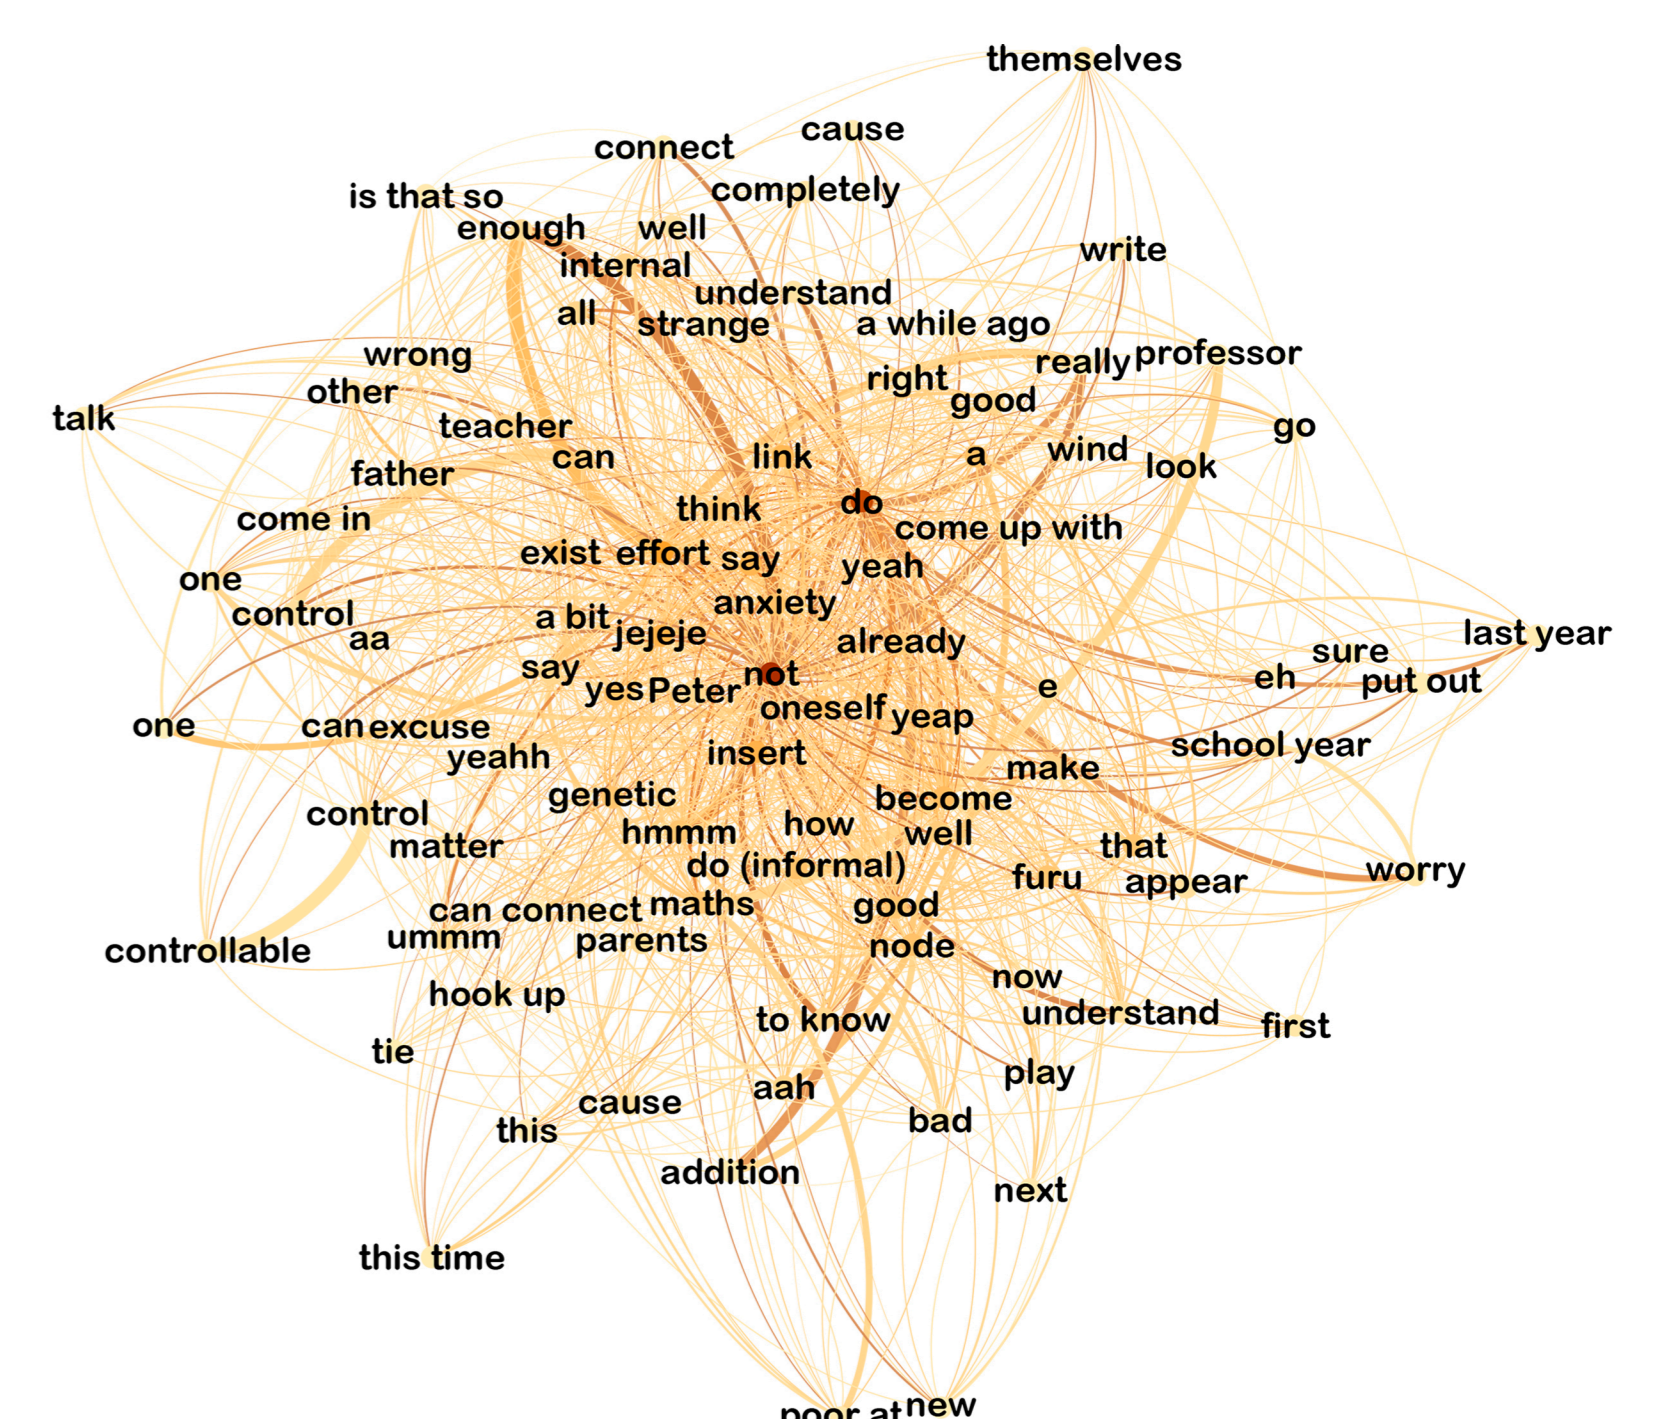 themselves
cause
connect
completely
is that so
enough
well
write
internal
understand
all
strange
a while ago
wrong
really
professor
other
right
good
talk
teacher
go
can
link
a
wind
look
father
think
do
come in
come up with
exist
effort
say
yeah
one
anxiety
control
a bit
jejeje
aa
already
last year
sure
say
yes
Peter
not
e
eh
put out
oneself
yeap
one
can
excuse
yeahh
insert
school year
make
genetic
become
control
matter
hmmm
how
well
that
do (informal)
furu
appear
worry
can connect
maths
good
ummm
parents
node
controllable
now
hook up
to know
understand
first
tie
aah
play
cause
this
bad
addition
next
this time
poor at
new